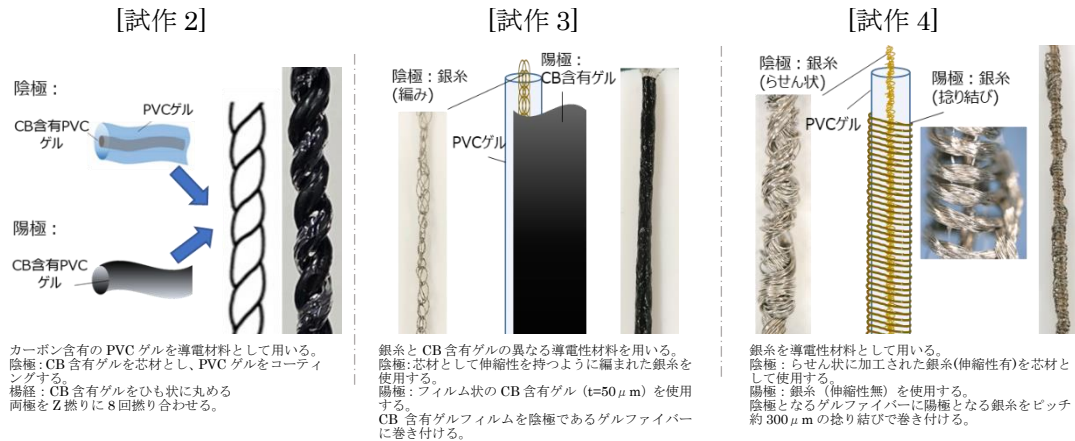 [試作 2]
陰極：
PVCゲル
CB含有PVC
ゲル
陽極：
CB含有PVC
ゲル
カーボン含有の PVC ゲルを導電材料として用いる。
陰極：CB 含有ゲルを芯材とし、PVC ゲルをコーティ
ングする。
楊経：CB 含有ゲルをひも状に丸める
両極を Z 撚りに 8 回撚り合わせる。
[試作 3]
陰極：銀糸
(編み)
陽極：
CB含有ゲル
PVCゲル
銀糸と CB 含有ゲルの異なる導電性材料を用いる。
陰極：芯材として伸縮性を持つように編まれた銀糸を
使用する。
陽極：フィルム状の CB 含有ゲル（t=50μm）を使用
する。
CB 含有ゲルフィルムを陰極であるゲルファイバー
に巻き付ける。
[試作 4]
陰極：銀糸
(らせん状)
陽極：銀糸
(捻り結び)
PVCゲル
銀糸を導電性材料として用いる。
陰極：らせん状に加工された銀糸(伸縮性有)を芯材と
して使用する。
陽極：銀糸（伸縮性無）を使用する。
陰極となるゲルファイバーに陽極となる銀糸をピッチ
約 300μm の捻り結びで巻き付ける。